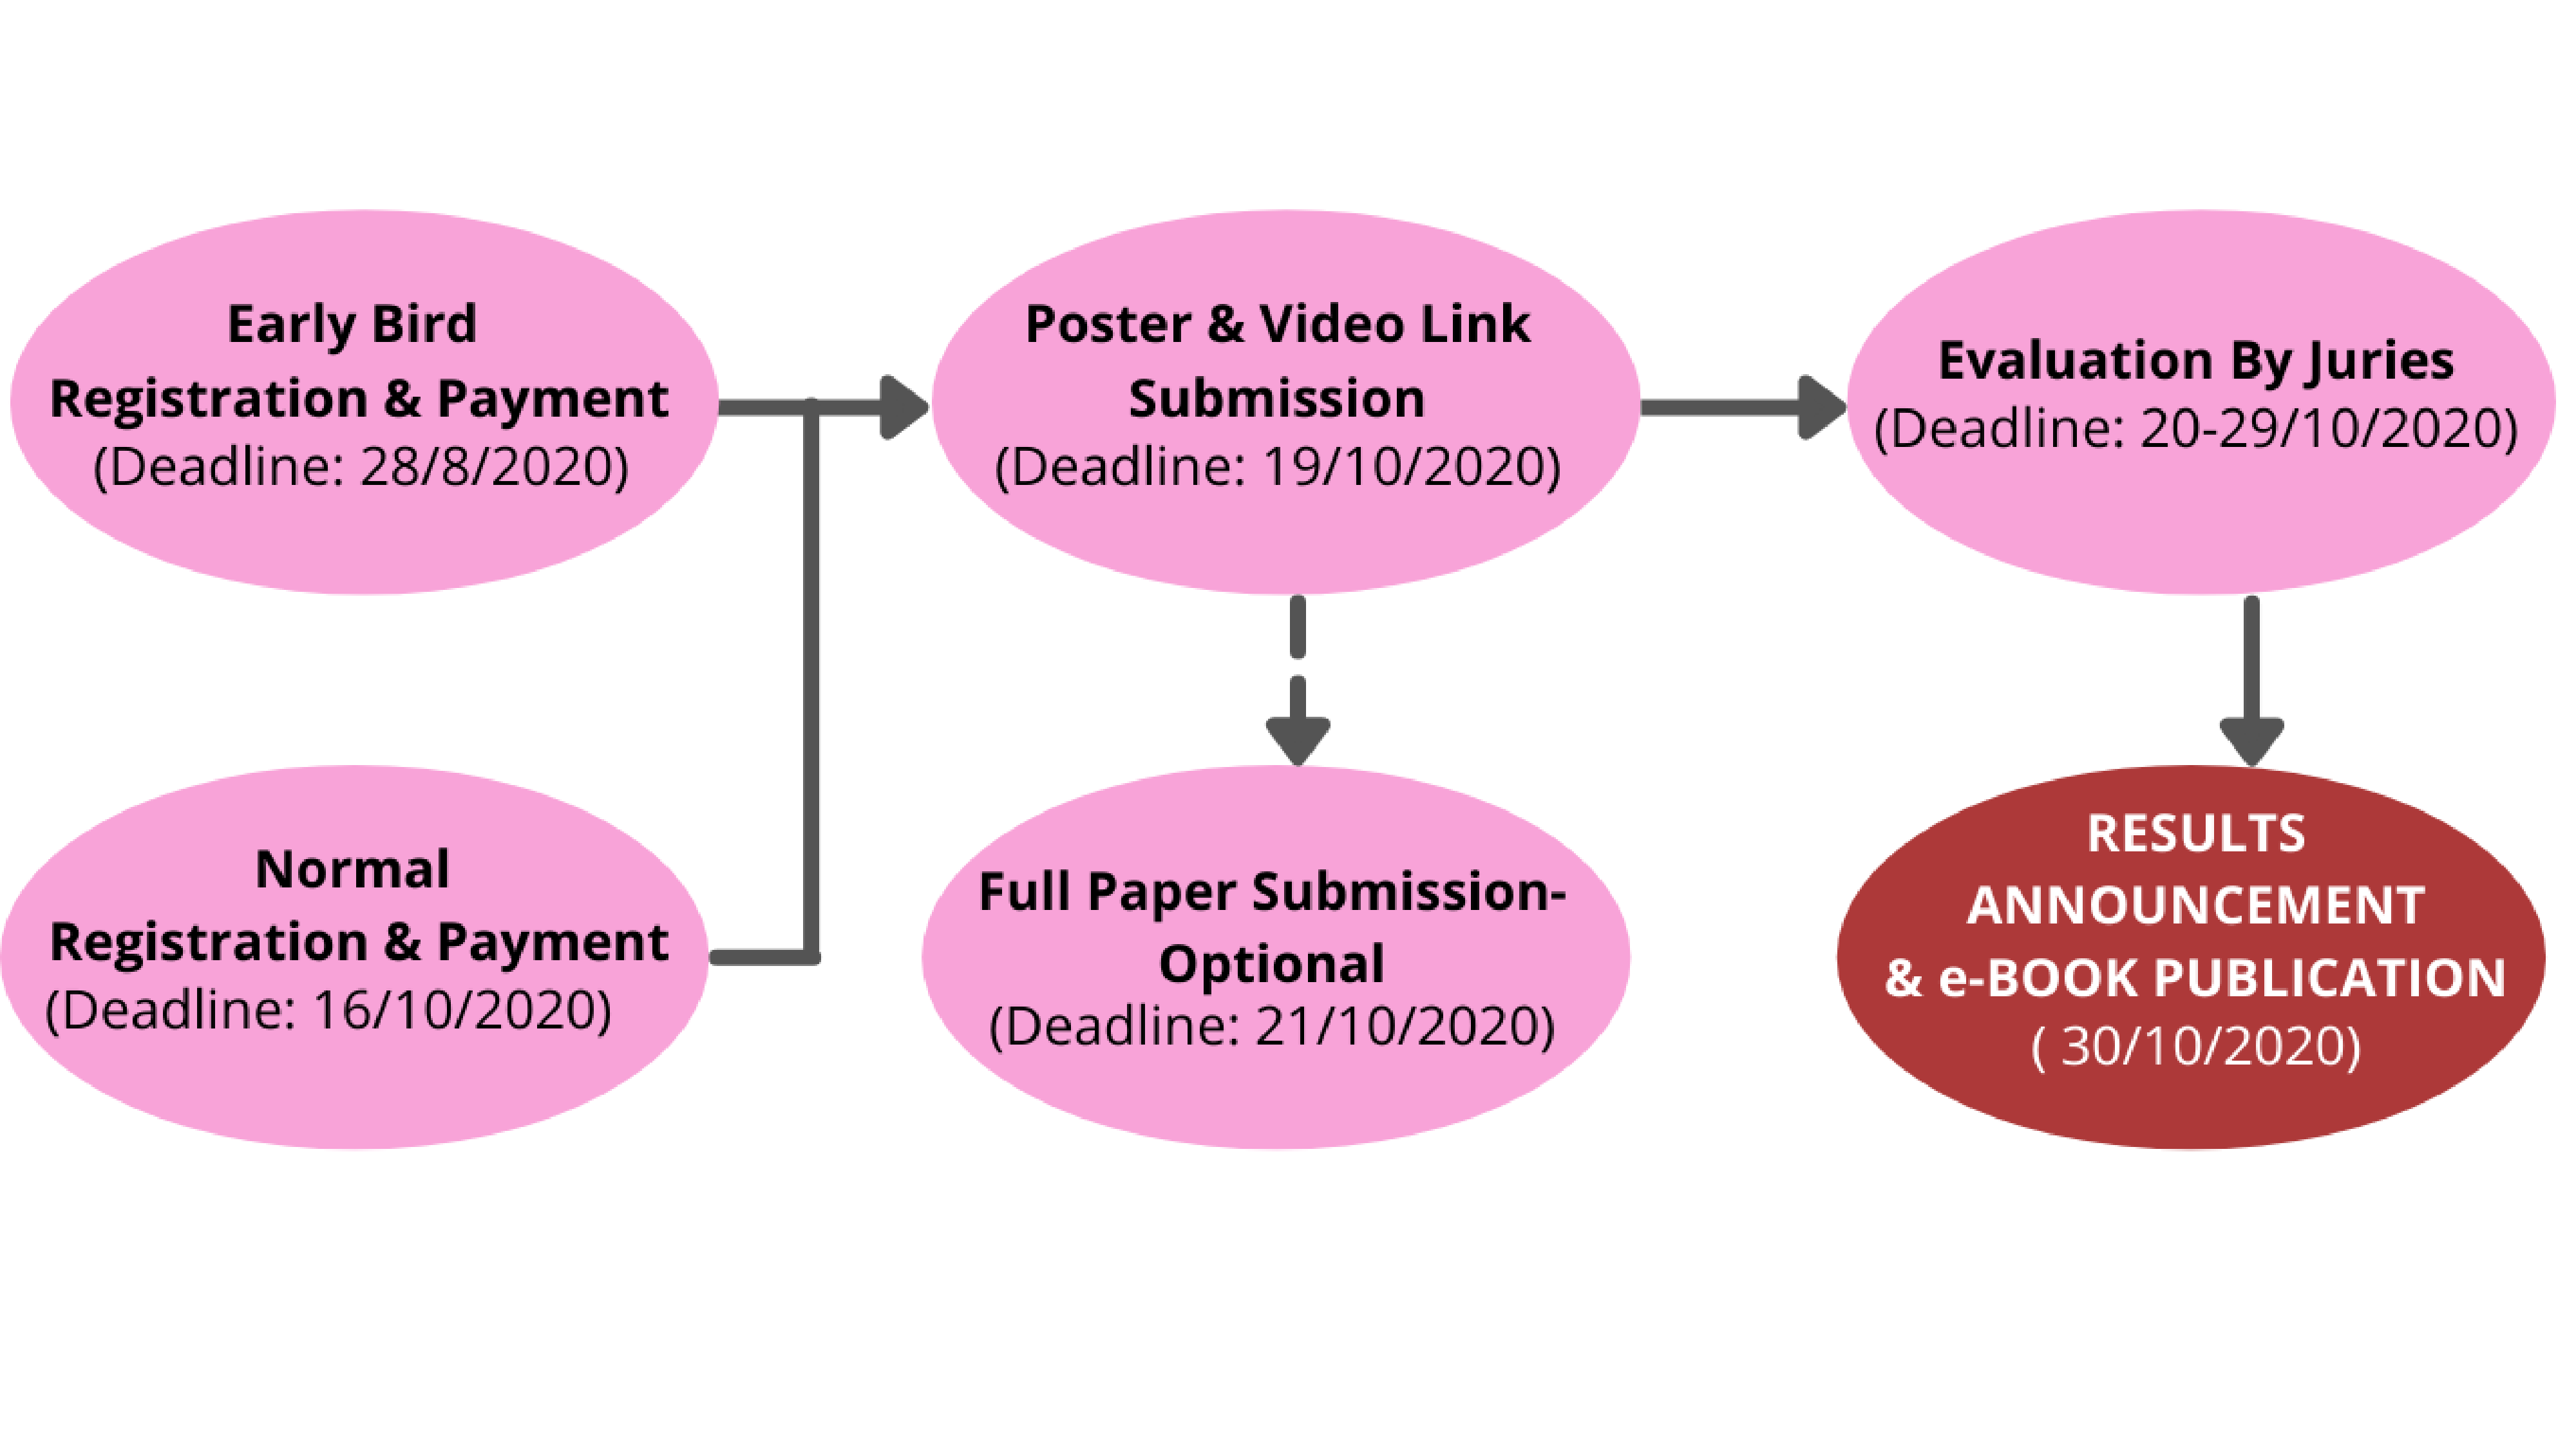 Early Bird
Registration & Payment
(Deadline: 28/8/2020)
Poster & Video Link
Submission
(Deadline: 19/10/2020)
Evaluation By Juries
(Deadline: 20-29/10/2020)
Normal
Registration & Payment
(Deadline: 16/10/2020)
Full Paper Submission-
Optional
(Deadline: 21/10/2020)
RESULTS
ANNOUNCEMENT
& e-BOOK PUBLICATION
( 30/10/2020)